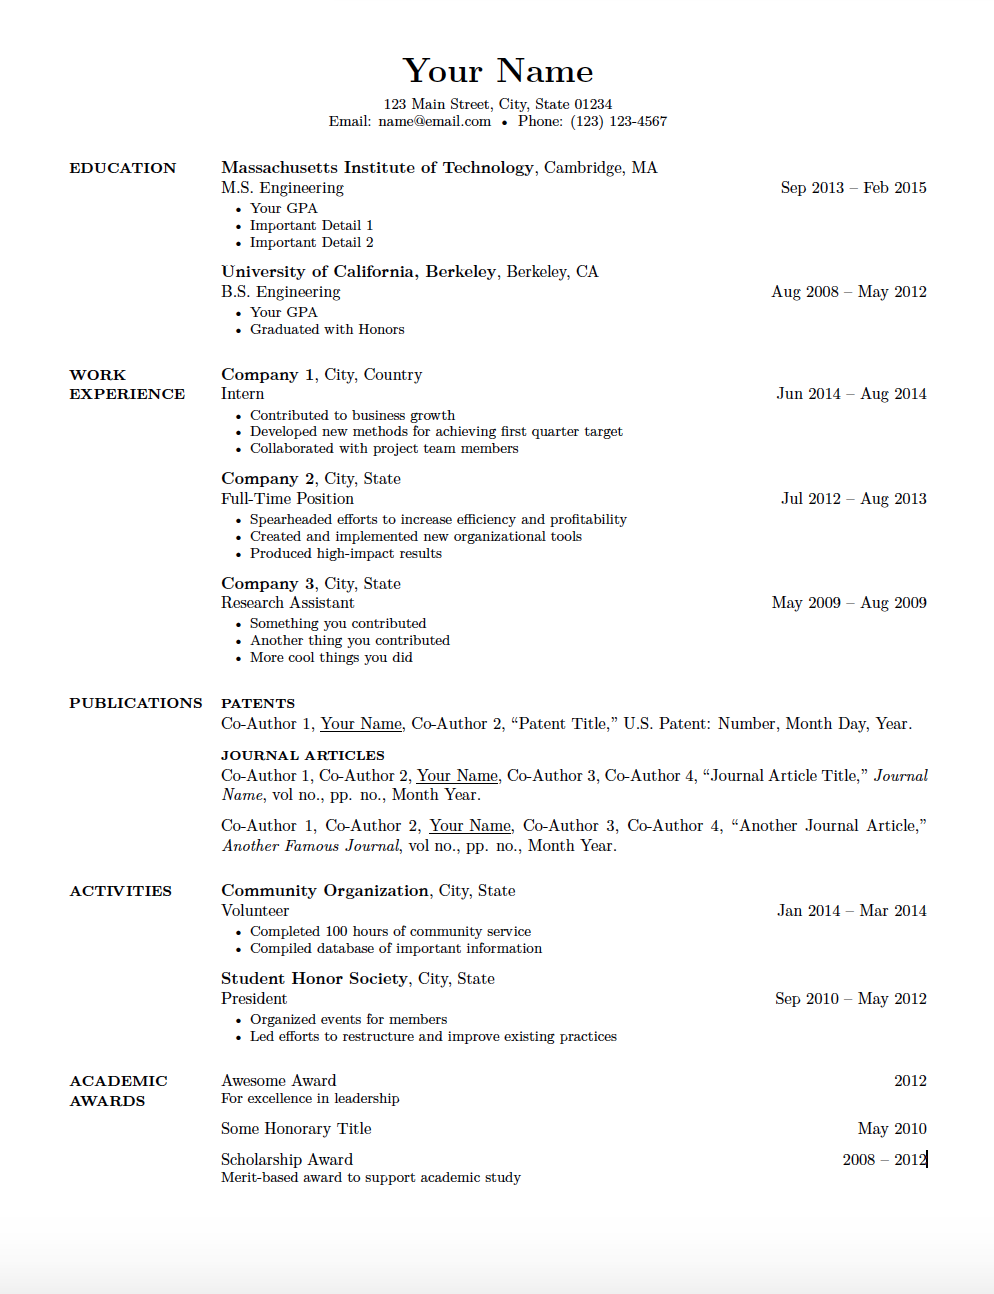 Your Name
123 Main Street, City, State 01234
Email: name@email.com • Phone: (123) 123-4567
EDUCATION
Massachusetts Institute of Technology, Cambridge, MA
M.S. Engineering Sep 2013 – Feb 2015
• Your GPA
• Important Detail 1
• Important Detail 2
University of California, Berkeley, Berkeley, CA
B.S. Engineering Aug 2008 – May 2012
• Your GPA
• Graduated with Honors
WORK EXPERIENCE
Company 1, City, Country
Intern Jun 2014 – Aug 2014
• Contributed to business growth
• Developed new methods for achieving first quarter target
• Collaborated with project team members
Company 2, City, State
Full-Time Position Jul 2012 – Aug 2013
• Spearheaded efforts to increase efficiency and profitability
• Created and implemented new organizational tools
• Produced high-impact results
Company 3, City, State
Research Assistant May 2009 – Aug 2009
• Something you contributed
• Another thing you contributed
• More cool things you did
PUBLICATIONS
PATENTS
Co-Author 1, Your Name, Co-Author 2, “Patent Title,” U.S. Patent: Number, Month Day, Year.
JOURNAL ARTICLES
Co-Author 1, Co-Author 2, Your Name, Co-Author 3, Co-Author 4, “Journal Article Title,” Journal
Name, vol no., pp. no., Month Year.
Co-Author 1, Co-Author 2, Your Name, Co-Author 3, Co-Author 4, “Another Journal Article,”
Another Famous Journal, vol no., pp. no., Month Year.
ACTIVITIES
Community Organization, City, State
Volunteer Jan 2014 – Mar 2014
• Completed 100 hours of community service
• Compiled database of important information
Student Honor Society, City, State
President Sep 2010 – May 2012
• Organized events for members
• Led efforts to restructure and improve existing practices
ACADEMIC AWARDS
Awesome Award 2012
For excellence in leadership
Some Honorary Title May 2010
Scholarship Award 2008 – 2012
Merit-based award to support academic study